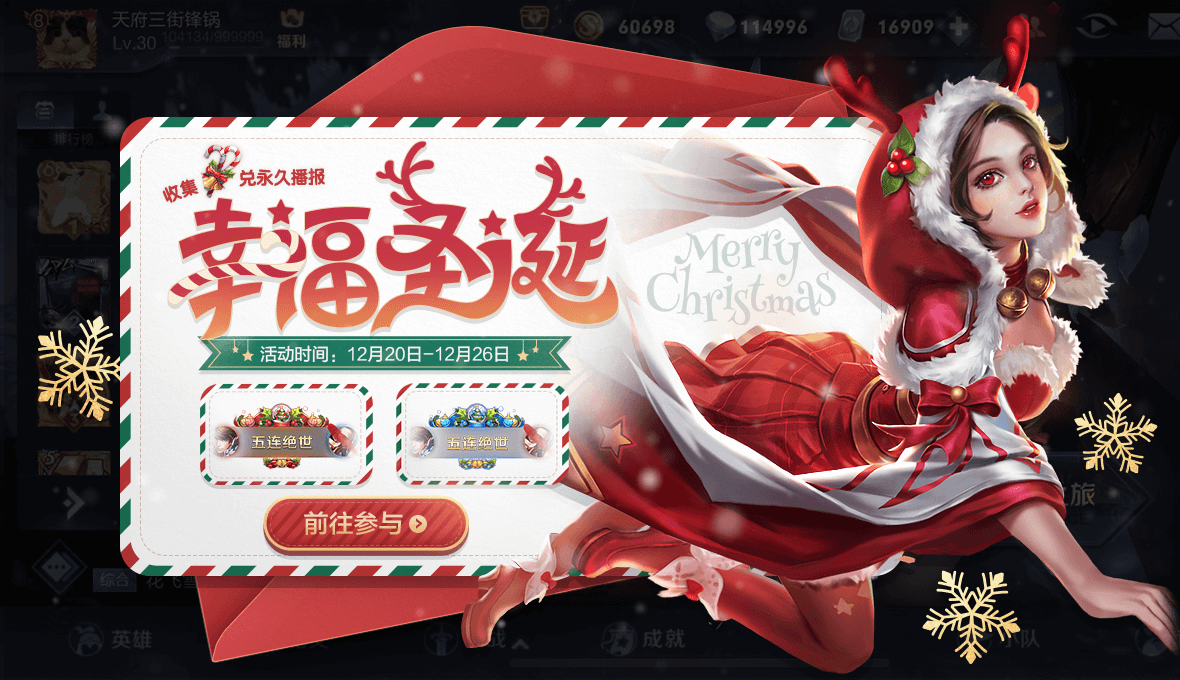 天府三街锋锅
Lv.30
104134/999999
福利
60698
114996
16909
排行榜
收集
兑永久播报
幸福圣诞
Merry
Christmas
活动时间：12月20日-12月26日
五连绝世
五连绝世
前往参与
旅
综合
英雄
成就
小队